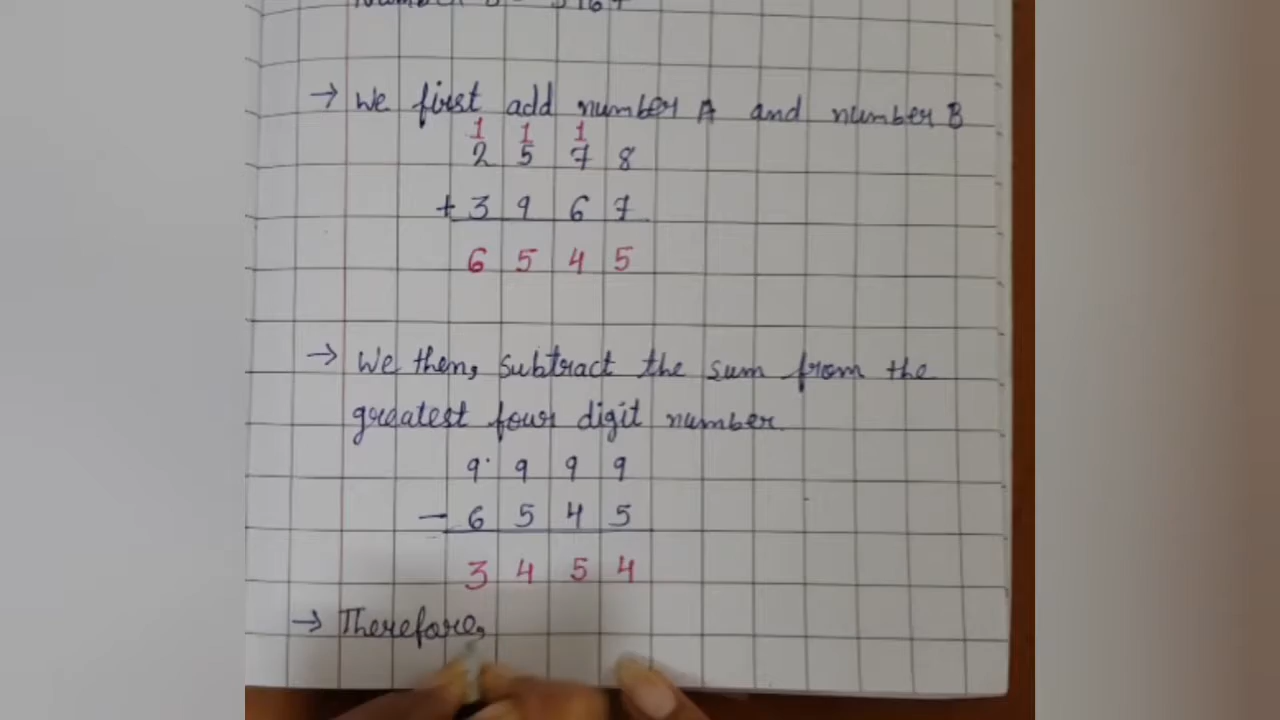 → We first add number A and number B
1 1 1
2 5 7 8
+ 3 9 6 7
6 5 4 5
→ We then, subtract the sum from the
greatest four digit number.
9 9 9 9
- 6 5 4 5
3 4 5 4
→ Therefore,